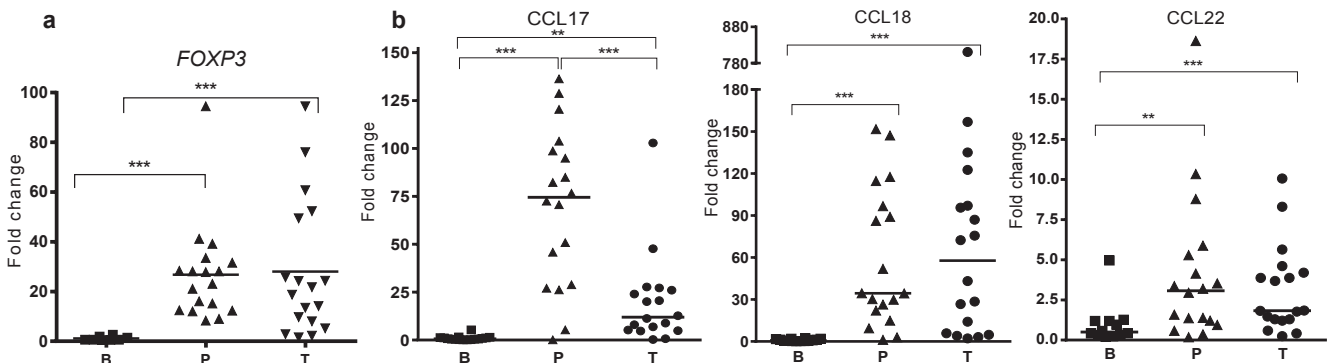 a
FOXP3
Fold change
100
80
60
40
20
0
***
***
B P T
b
CCL17
Fold change
150
125
100
75
50
25
0
**
***
***
B P T
CCL18
Fold change
880
780
180
150
120
90
60
30
0
***
***
B P T
CCL22
Fold change
20.0
17.5
15.0
12.5
10.0
7.5
5.0
2.5
0.0
***
**
B P T